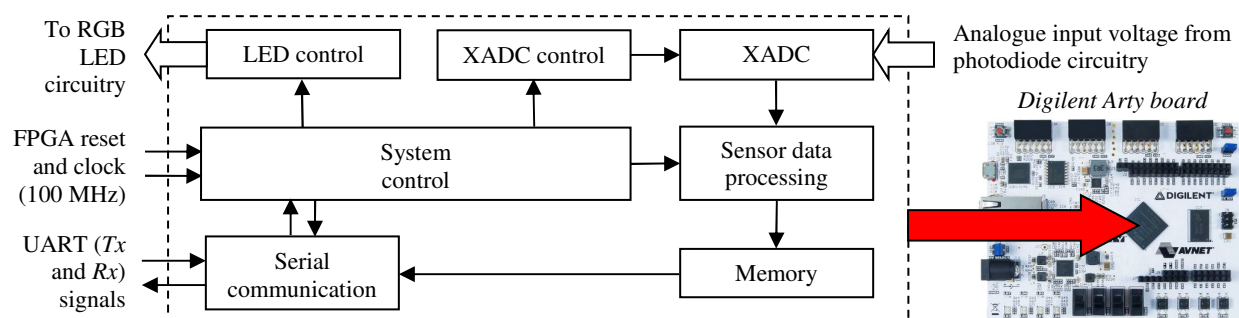 To RGB
LED
circuitry
LED control
XADC control
XADC
Analogue input voltage from
photodiode circuitry
Digilent Arty board
FPGA reset
and clock
(100 MHz)
System
control
Sensor data
processing
UART (Tx
and Rx)
signals
Serial
communication
Memory
DIGILENT
AVNET